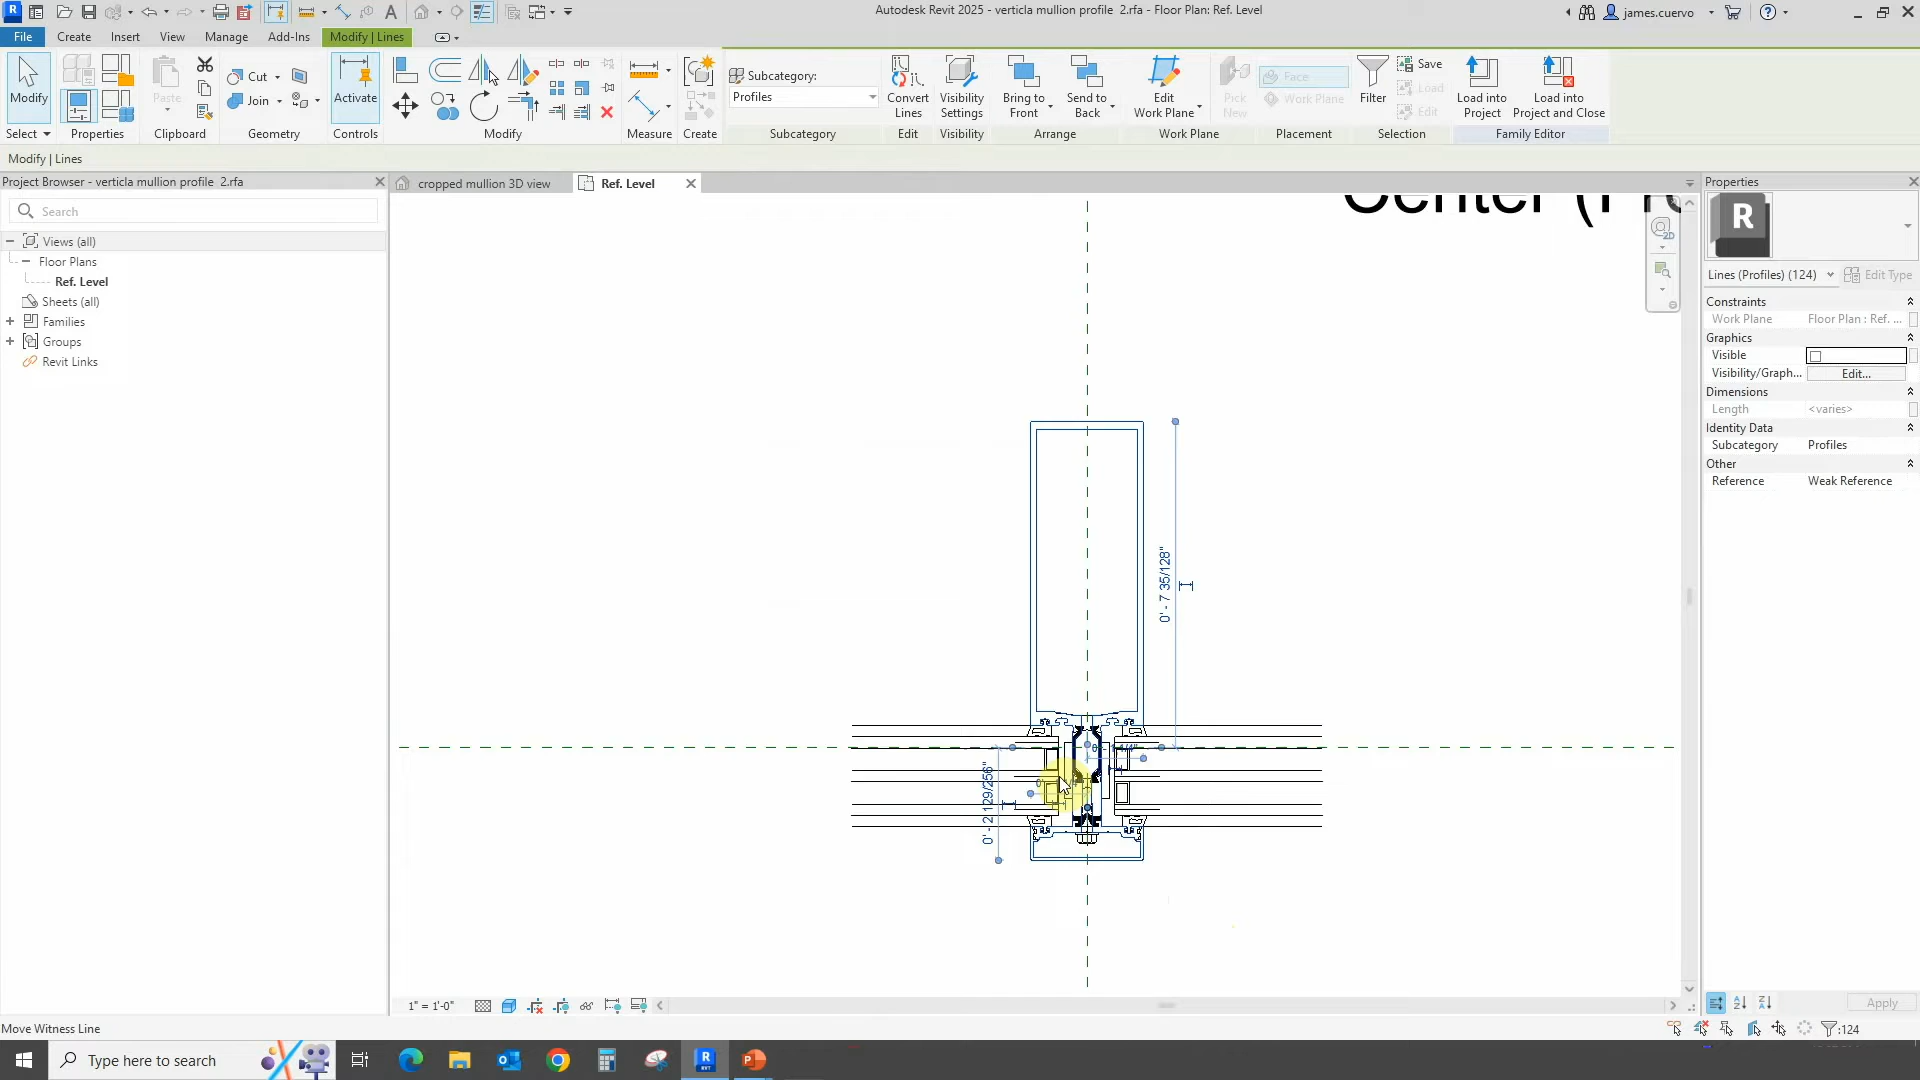 Autodesk Revit 2025 - verticla mullion profile 2.rfa - Floor Plan: Ref. Level
james.cuervo
File Create Insert View Manage Add-Ins Modify | Lines
Modify
Select
Properties
Paste
Clipboard
Cut
Join
Geometry
Activate
Controls
Modify
Measure
Create
Subcategory:
Profiles
Subcategory
Convert Lines
Edit
Visibility Settings
Visibility
Bring to Front
Send to Back
Arrange
Edit Work Plane
Work Plane
Pick New
Face
Work Plane
Placement
Filter
Save
Load
Edit
Selection
Load into Project
Load into Project and Close
Family Editor
Modify | Lines
Project Browser - verticla mullion profile 2.rfa
Search
Views (all)
Floor Plans
Ref. Level
Sheets (all)
Families
Groups
Revit Links
cropped mullion 3D view
Ref. Level
0' - 7 35/128"
0' - 2 129/256"
1" = 1'-0"
Properties
R
Lines (Profiles) (124)
Edit Type
Constraints
Work Plane Floor Plan : Ref. ...
Graphics
Visible
Visibility/Graph... Edit...
Dimensions
Length <varies>
Identity Data
Subcategory Profiles
Other
Reference Weak Reference
Apply
Move Witness Line
:124
Type here to search